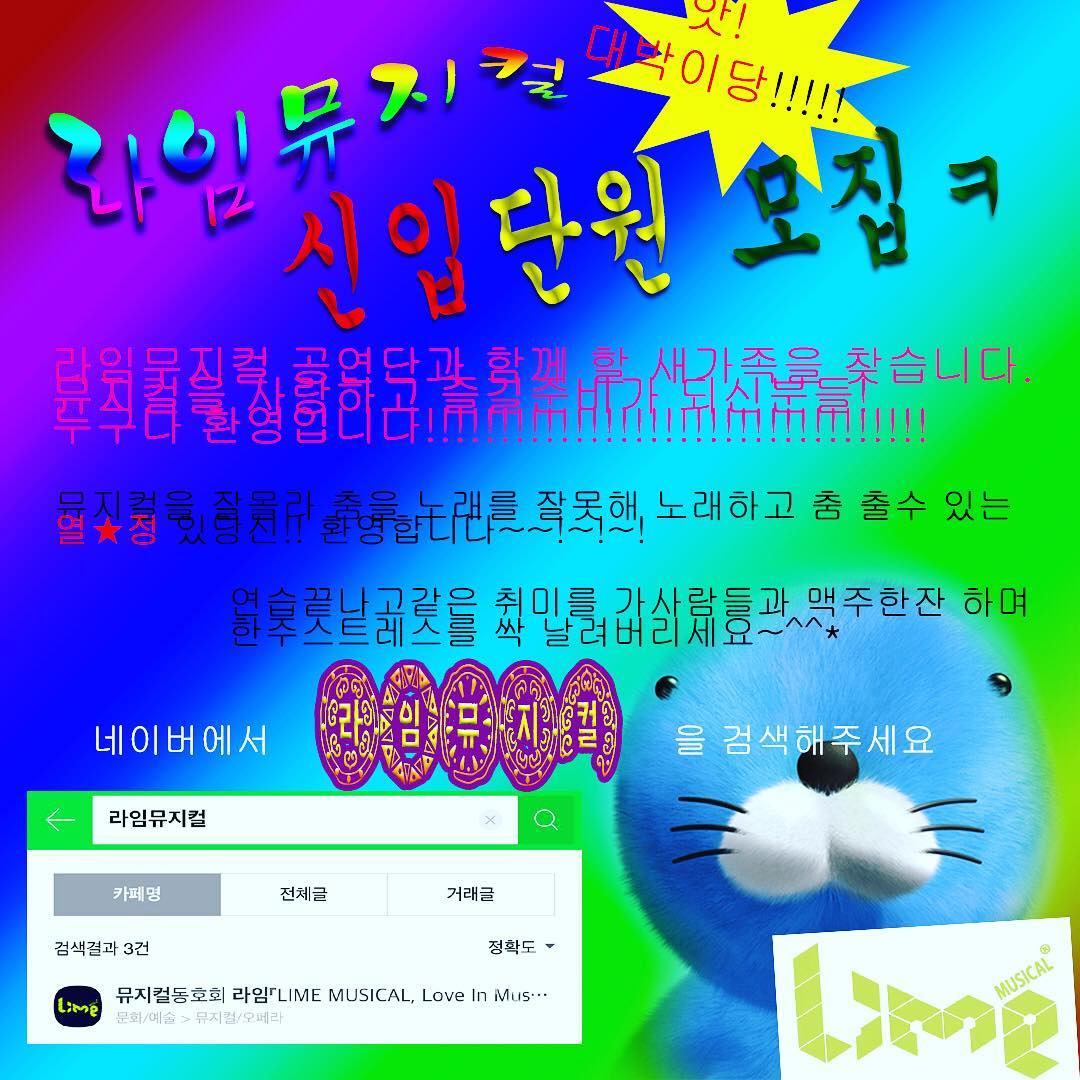 앗!
대박이당!!!!!
라임뮤지컬
신입단원 모집ㅋ
라임뮤지컬 공연단과 함께 할 새가족을 찾습니다.
뮤지컬을 사랑하고 즐길준비가 되신분들!
누구나 환영입니다!!!!!!!!!!!!!!!!!!!!!!!!!!!!!!!!!!!
뮤지컬을 잘몰라 춤을 노래를 잘못해 노래하고 춤 출수 있는
열★정 있당신!! 환영합니다~~!~!~!
연습끝나고같은 취미를 가사람들과 맥주한잔 하며
한주스트레스를 싹 날려버리세요~^^★
네이버에서 라임뮤지컬 을 검색해주세요
라임뮤지컬
카페명 전체글 거래글
검색결과 3건 정확도
Lime 뮤지컬동호회 라임『LIME MUSICAL, Love In Mus…
문화/예술 > 뮤지컬/오페라
Lime MUSICAL®